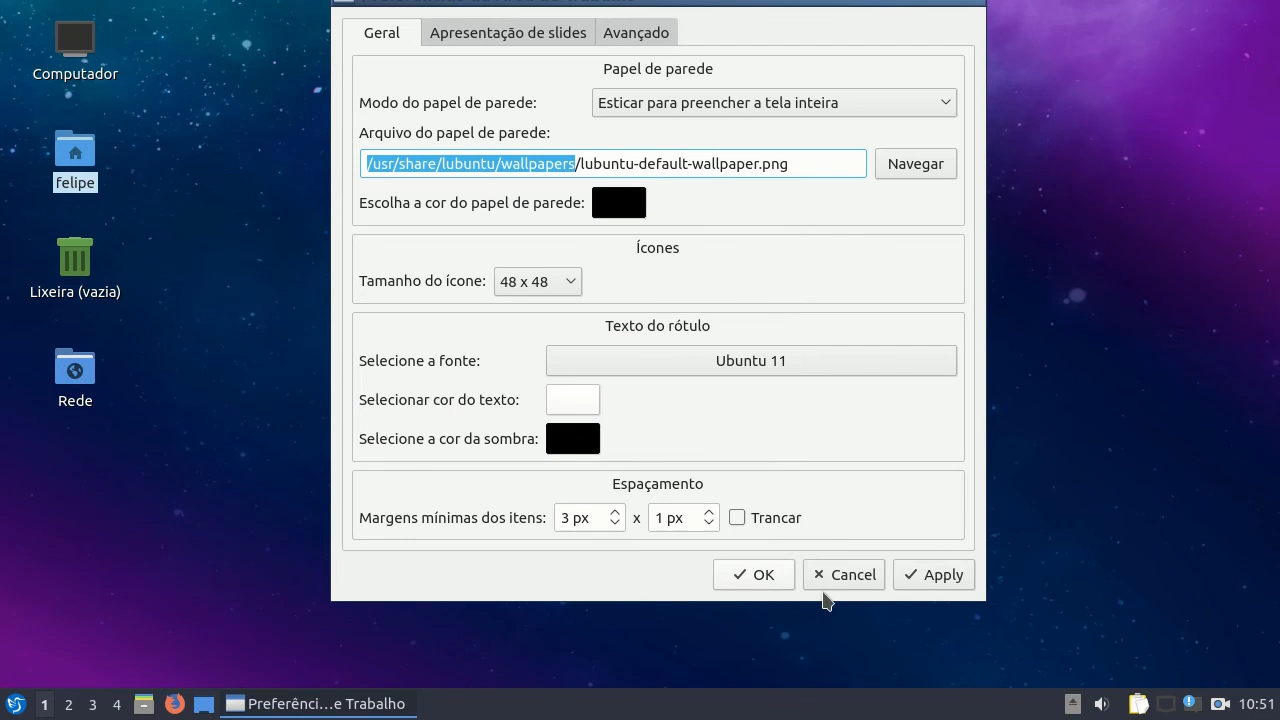 Geral
Apresentação de slides
Avançado
Computador
felipe
Lixeira (vazia)
Rede
Papel de parede
Modo do papel de parede:
Esticar para preencher a tela inteira
Arquivo do papel de parede:
/usr/share/lubuntu/wallpapers/lubuntu-default-wallpaper.png
Navegar
Escolha a cor do papel de parede:
Ícones
Tamanho do ícone:
48 x 48
Texto do rótulo
Selecione a fonte:
Ubuntu 11
Selecionar cor do texto:
Selecione a cor da sombra:
Espaçamento
Margens mínimas dos itens:
3 px
x
1 px
Trancar
OK
Cancel
Apply
1 2 3 4
Preferênci...e Trabalho
10:51